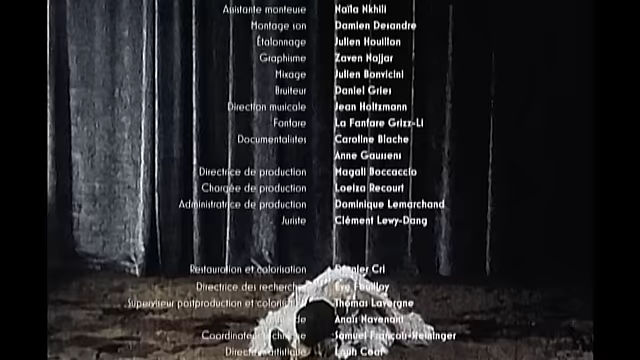 Assistante monteuse Naïla Nkhili
Montage son Damien Desandre
Étalonnage Julien Houillon
Graphisme Zaven Najjar
Mixage Julien Bonvicini
Bruiteur Daniel Gries
Direction musicale Jean Holtzmann
Fanfare La Fanfare Grizz-Li
Documentalistes Caroline Blache
Anne Gaussens
Directrice de production Magali Boccaccio
Chargée de production Loeiza Recourt
Administratrice de production Dominique Lemarchand
Juriste Clément Lewy-Dang
Restauration et colorisation Cri
Directrice des recherches Eve Feuilloy
Superviseur postproduction et Thomas Lavergne
Anaïs Navenant
Samuel François-Steininger